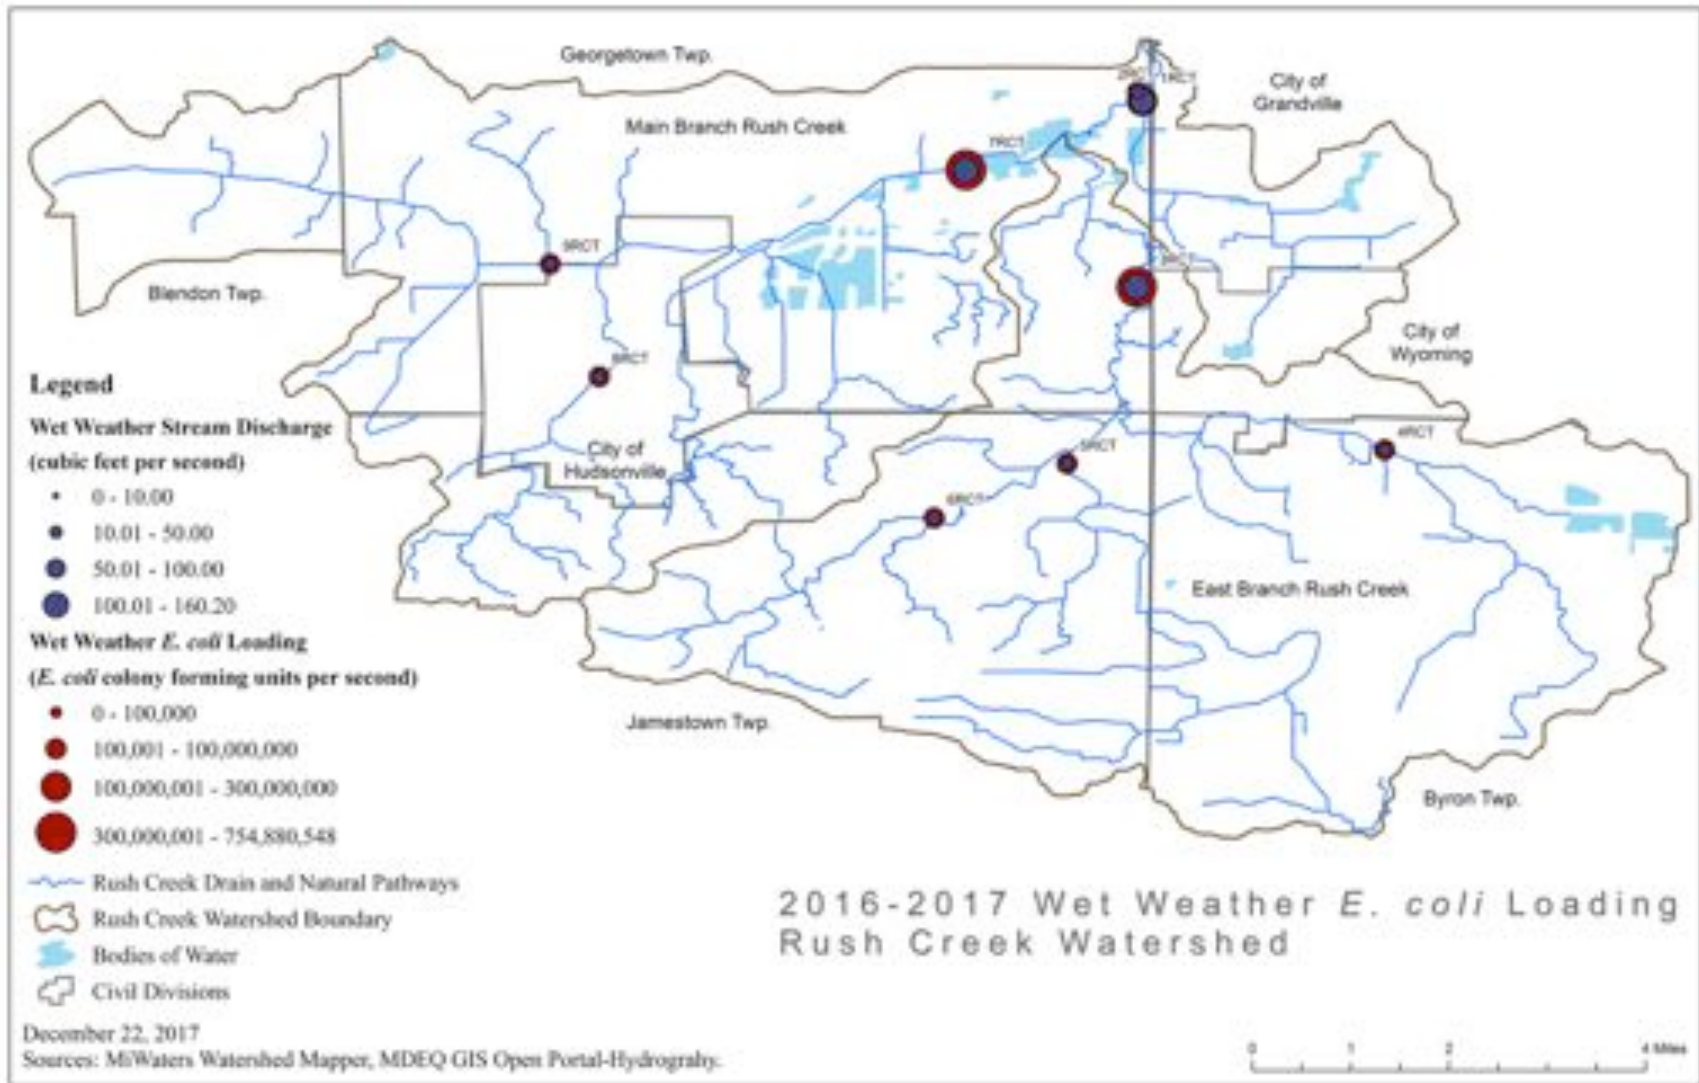 Georgetown Twp.
City of
Grandville
2RCT
1RCT
Main Branch Rush Creek
7RCT
9RCT
3RCT
Blendon Twp.
City of
Wyoming
8RCT
4RCT
City of
Hudsonville
5RCT
6RCT
East Branch Rush Creek
Jamestown Twp.
Byron Twp.
Legend
Wet Weather Stream Discharge
(cubic feet per second)
0 - 10.00
10.01 - 50.00
50.01 - 100.00
100.01 - 160.20
Wet Weather E. coli Loading
(E. coli colony forming units per second)
0 - 100,000
100,001 - 100,000,000
100,000,001 - 300,000,000
300,000,001 - 754,880,548
Rush Creek Drain and Natural Pathways
Rush Creek Watershed Boundary
Bodies of Water
Civil Divisions
2016-2017 Wet Weather E. coli Loading
Rush Creek Watershed
December 22, 2017
Sources: MiWaters Watershed Mapper, MDEQ GIS Open Portal-Hydrograhy.
0 1 2 4 Miles